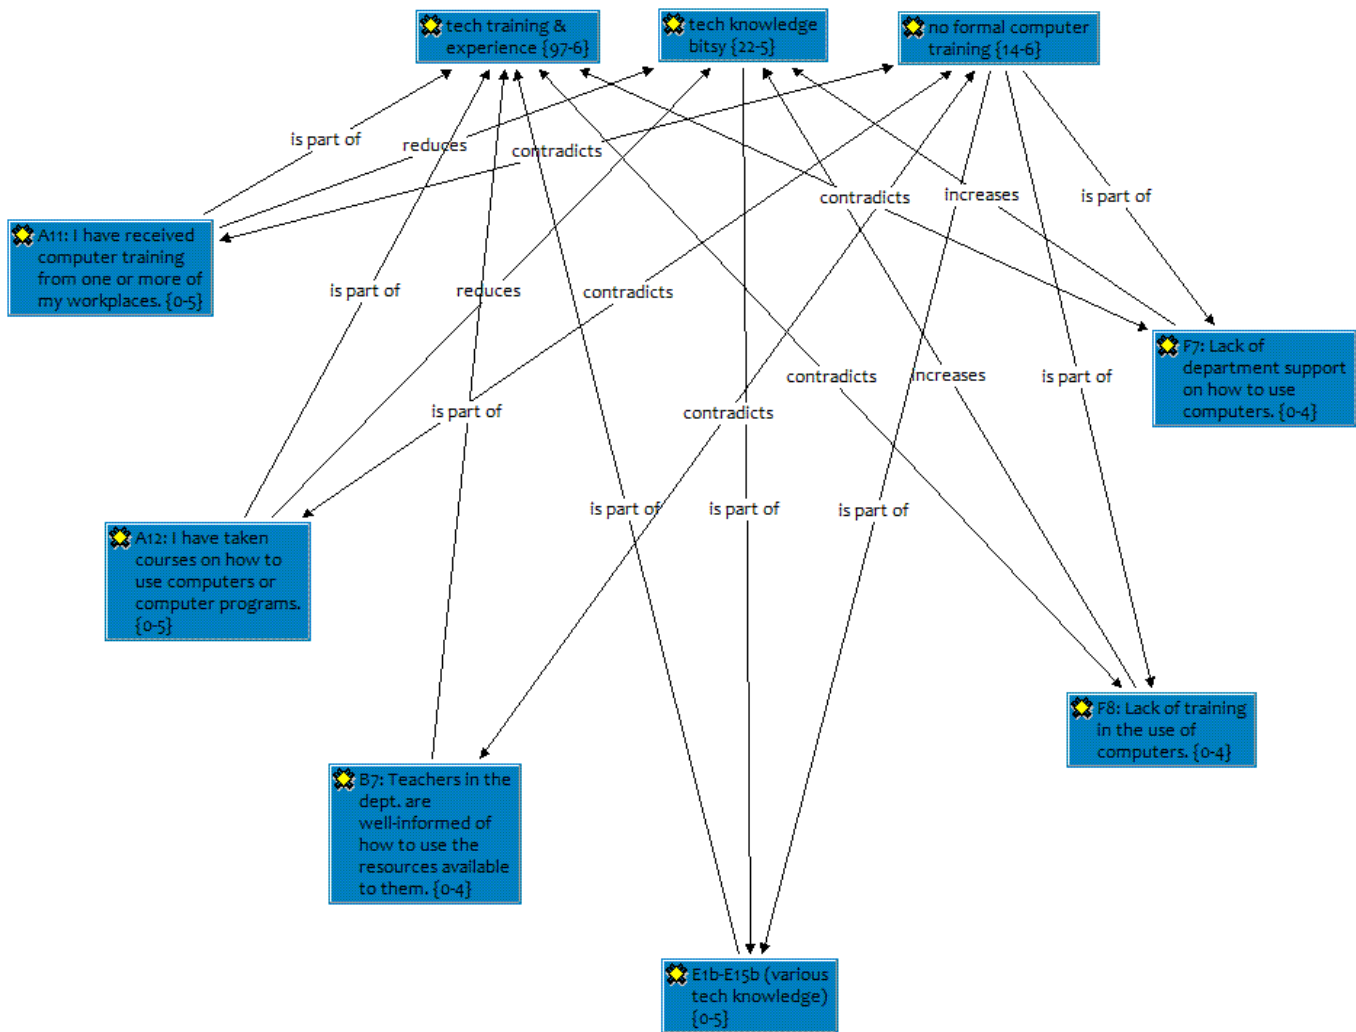 tech training &
experience {97-6}
tech knowledge
bitsy {22-5}
no formal computer
training {14-6}
is part of
reduces
contradicts
contradicts
increases
is part of
A11: I have received
computer training
from one or more of
my workplaces. {0-5}
is part of
reduces
contradicts
F7: Lack of
department support
on how to use
computers. {0-4}
is part of
contradicts
contradicts
increases
is part of
is part of
is part of
is part of
A12: I have taken
courses on how to
use computers or
computer programs.
{0-5}
F8: Lack of training
in the use of
computers. {0-4}
B7: Teachers in the
dept. are
well-informed of
how to use the
resources available
to them. {0-4}
E1b-E15b (various
tech knowledge)
{0-5}